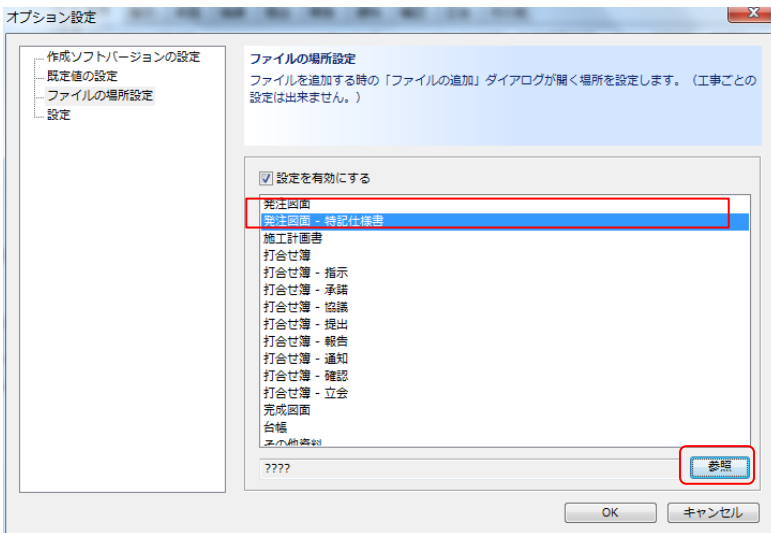 オプション設定
作成ソフトバージョンの設定
既定値の設定
ファイルの場所設定
設定
ファイルの場所設定
ファイルを追加する時の「ファイルの追加」ダイアログが開く場所を設定します。（工事ごとの
設定は出来ません。）
設定を有効にする
発注図面
発注図面 - 特記仕様書
施工計画書
打合せ簿
打合せ簿 - 指示
打合せ簿 - 承諾
打合せ簿 - 協議
打合せ簿 - 提出
打合せ簿 - 報告
打合せ簿 - 通知
打合せ簿 - 確認
打合せ簿 - 立会
完成図面
台帳
その他資料
????
参照
OK
キャンセル